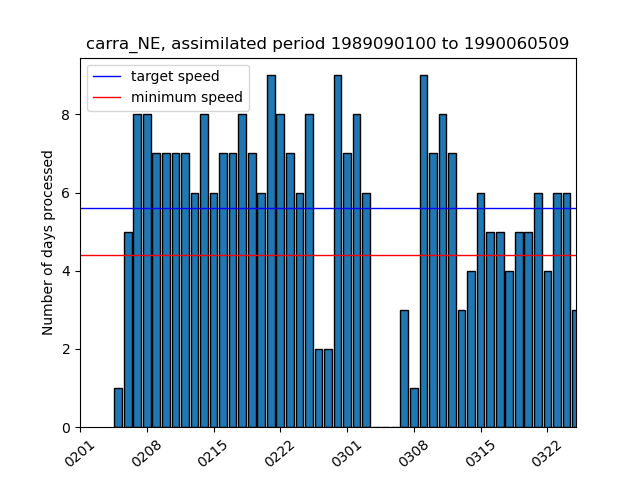 carra_NE, assimilated period 1989090100 to 1990060509
target speed
minimum speed
Number of days processed
8
6
4
2
0
0201 0208 0215 0222 0301 0308 0315 0322